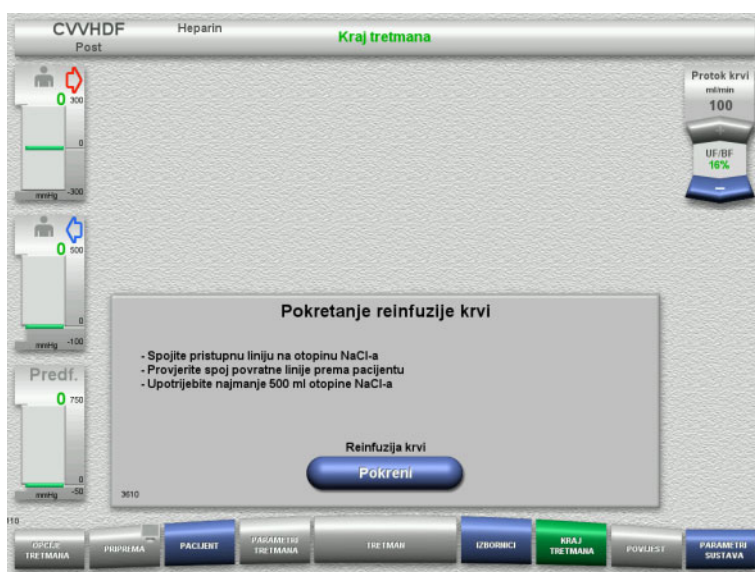 CVVHDF
Heparin
Kraj tretmana
Post
0
300
0
mmHg -300
0
500
0
mmHg -100
Predf.
0
750
0
mmHg -50
Protok krvi
ml/min
100
+
UF/BF
16%
−
Pokretanje reinfuzije krvi
- Spojite pristupnu liniju na otopinu NaCl-a
- Provjerite spoj povratne linije prema pacijentu
- Upotrijebite najmanje 500 ml otopine NaCl-a
Reinfuzija krvi
Pokreni
3610
OPCIJE
TRETMANA
PRIPREMA
PACIJENT
PARAMETRI
TRETMANA
TRETMAN
IZBORNICI
KRAJ
TRETMANA
POVIJEST
PARAMETRI
SUSTAVA